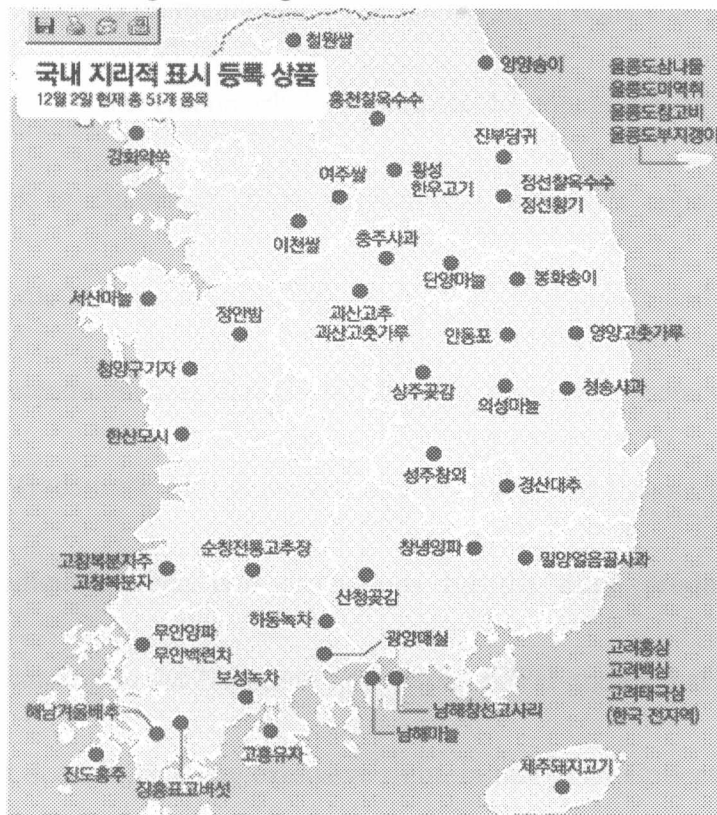 국내 지리적 표시 등록 상품
12월 2일 현재 총 51개 품목
철원쌀
양양송이
울릉도삼나물
울릉도미역취
울릉도참고비
울릉도부지갱이
홍천찰옥수수
강화약쑥
진부당귀
여주쌀
횡성
한우고기
정선찰옥수수
정선황기
이천쌀
충주사과
단양마늘
봉화송이
서산마늘
정안밤
괴산고추
괴산고춧가루
안동포
영양고춧가루
청양구기자
상주곶감
의성마늘
청송사과
한산모시
성주참외
경산대추
고창복분자주
고창복분자
순창전통고추장
창녕양파
밀양얼음골사과
산청곶감
하동녹차
무안양파
무안백련차
광양매실
고려홍삼
고려백삼
고려태극삼
(한국 전지역)
보성녹차
해남겨울배추
남해창선고사리
남해마늘
고흥유자
진도홍주
장흥표고버섯
제주돼지고기